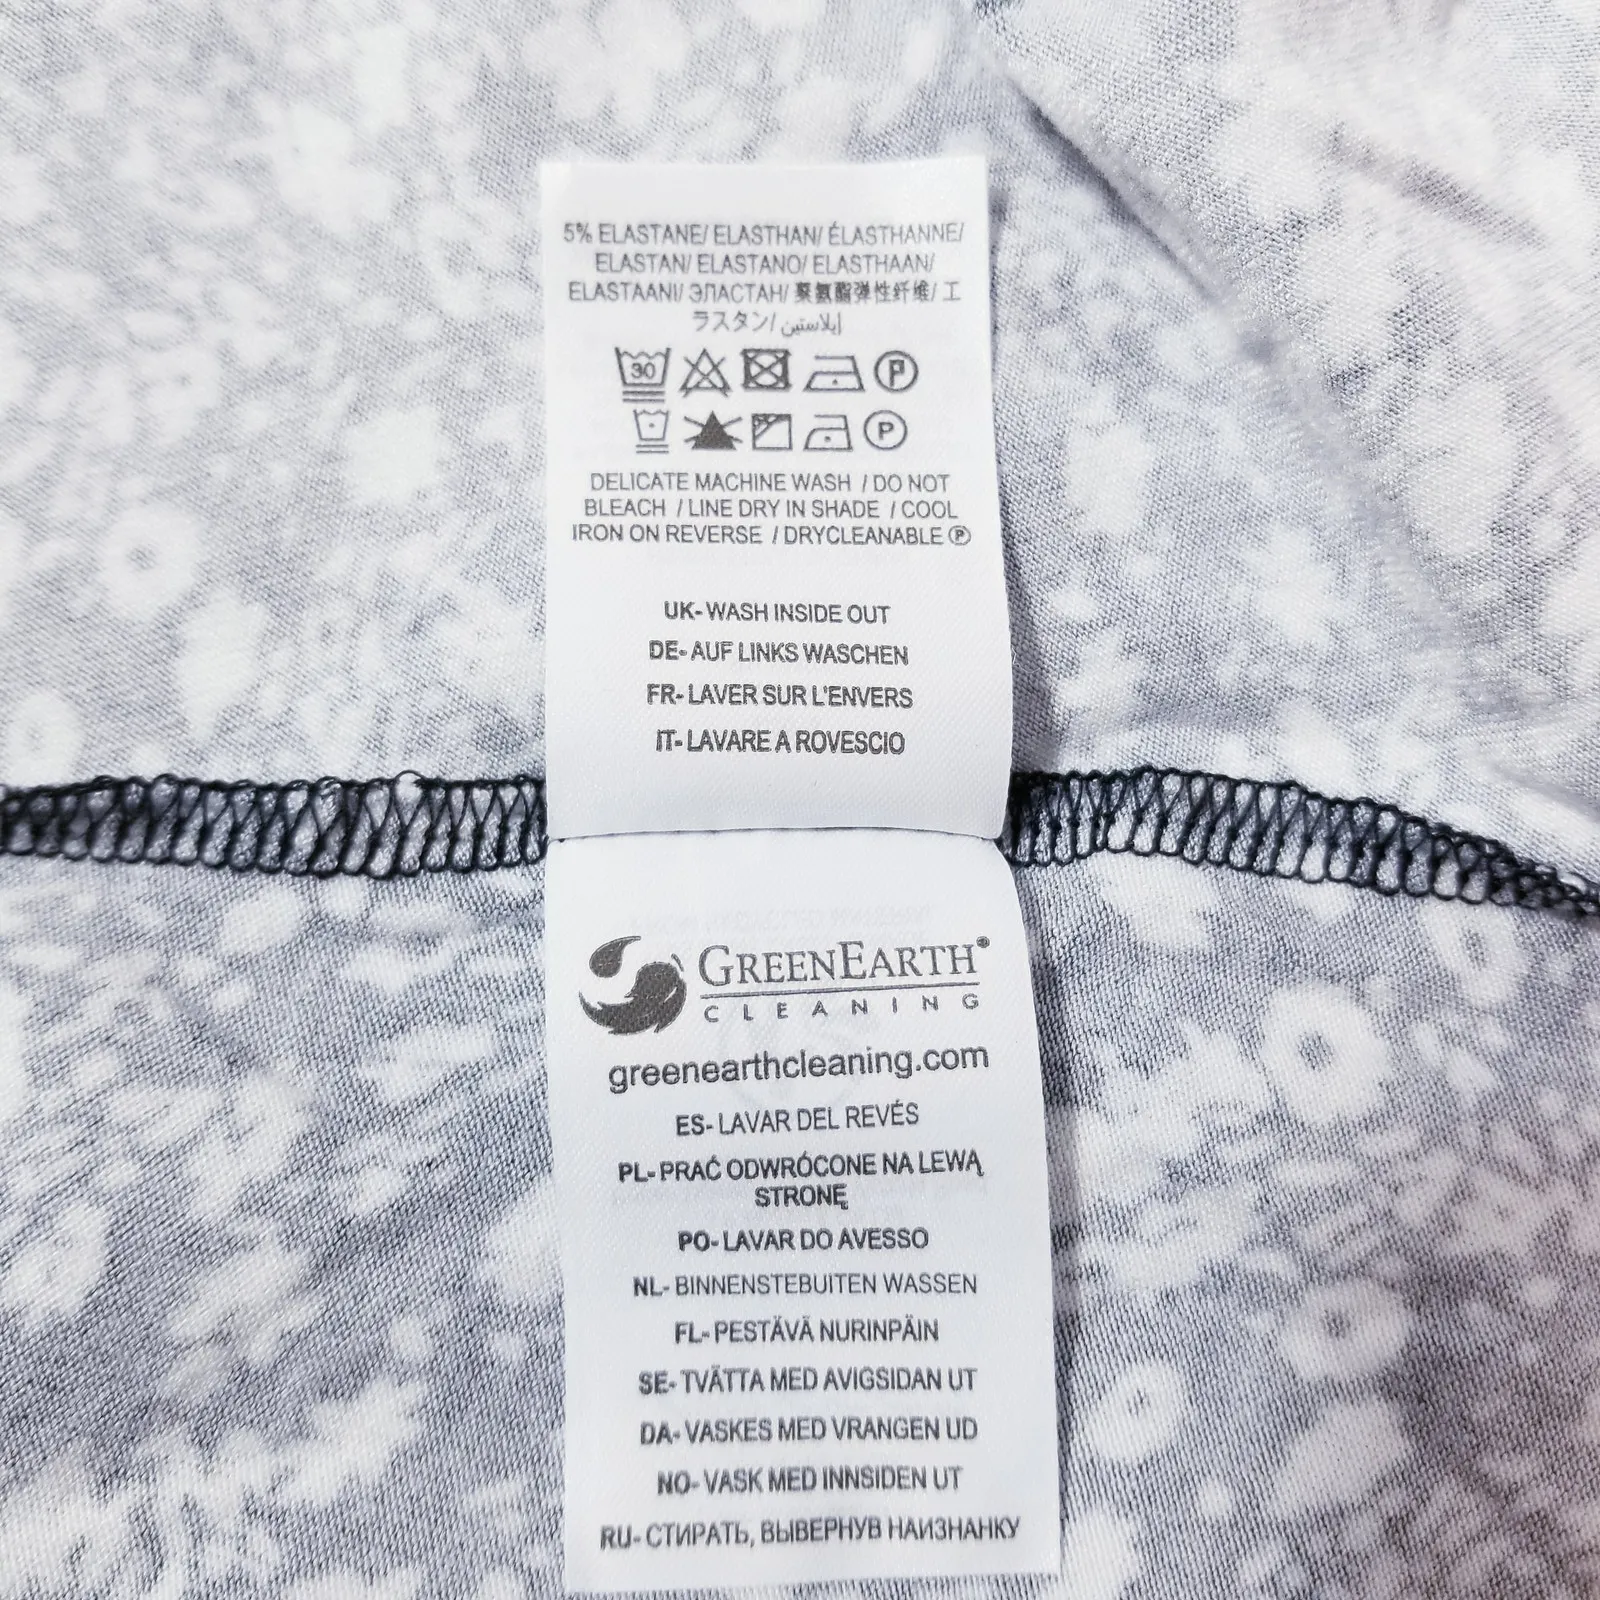 5% ELASTANE/ ELASTHAN/ ÉLASTHANNE/
ELASTAN/ ELASTANO/ ELASTHAAN/
ELASTAANI/ ЭЛАСТАН/ 聚氨酯弹性纤维/ エ
ラスタン/ إيلاستين
30
P
P
DELICATE MACHINE WASH / DO NOT
BLEACH / LINE DRY IN SHADE / COOL
IRON ON REVERSE / DRYCLEANABLE Ⓟ
UK- WASH INSIDE OUT
DE- AUF LINKS WASCHEN
FR- LAVER SUR L'ENVERS
IT- LAVARE A ROVESCIO
GREENEARTH®
CLEANING
greenearthcleaning.com
ES- LAVAR DEL REVÉS
PL- PRAĆ ODWRÓCONE NA LEWĄ
STRONĘ
PO- LAVAR DO AVESSO
NL- BINNENSTEBUITEN WASSEN
FL- PESTÄVÄ NURINPÄIN
SE- TVÄTTA MED AVIGSIDAN UT
DA- VASKES MED VRANGEN UD
NO- VASK MED INNSIDEN UT
RU- СТИРАТЬ, ВЫВЕРНУВ НАИЗНАНКУ